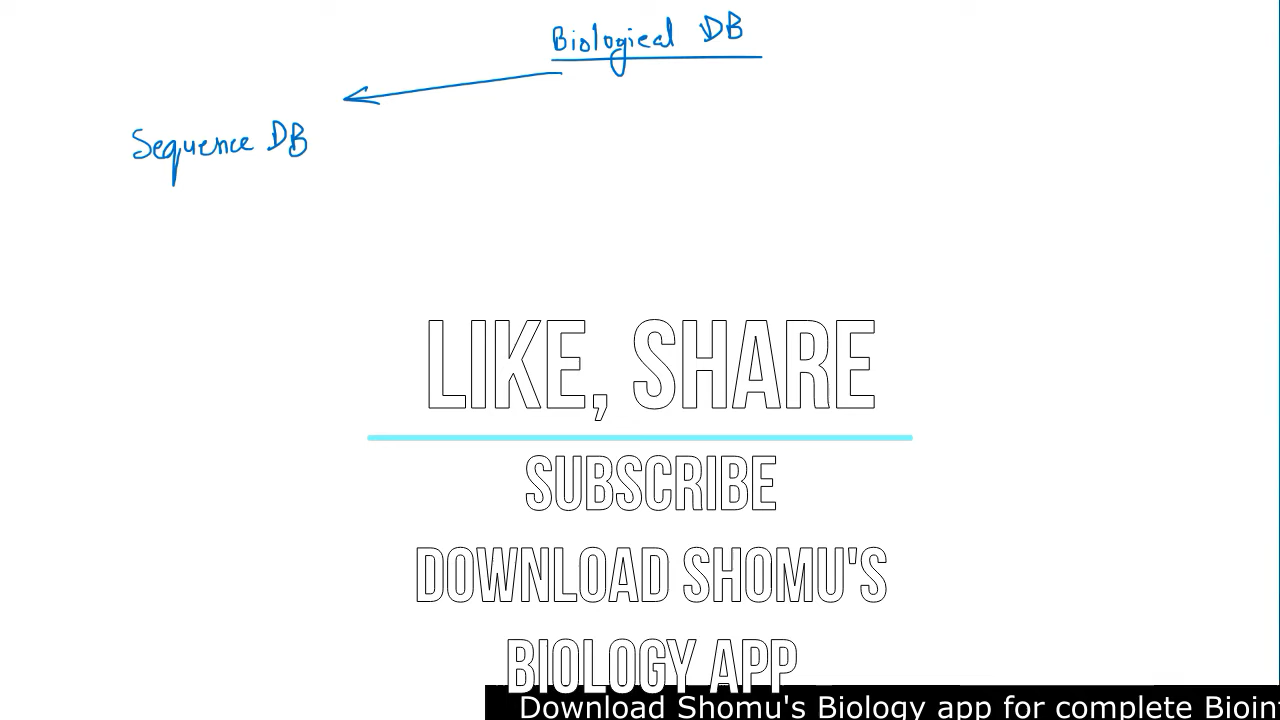 Biological DB
Sequence DB
LIKE, SHARE
SUBSCRIBE
DOWNLOAD SHOMU'S
BIOLOGY APP
Download Shomu's Biology app for complete Bioin